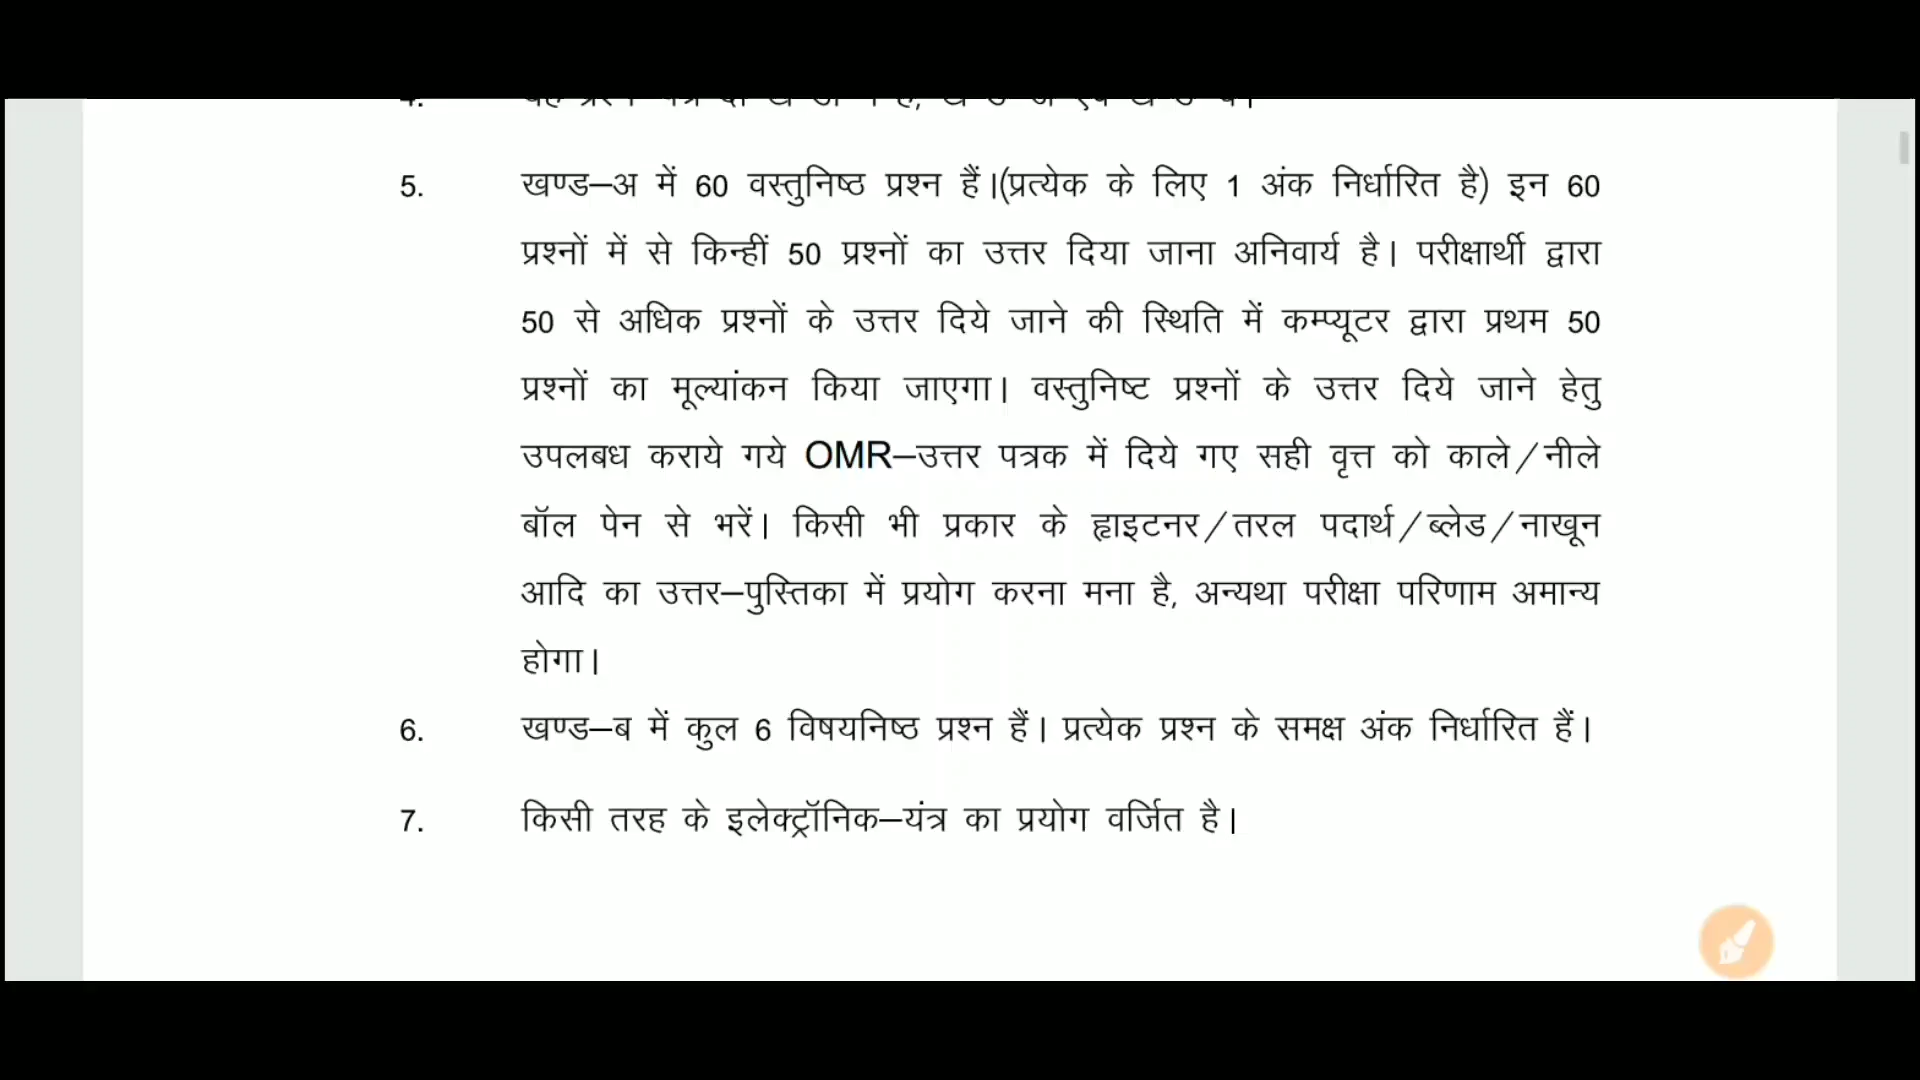 5. खण्ड–अ में 60 वस्तुनिष्ठ प्रश्न हैं।(प्रत्येक के लिए 1 अंक निर्धारित है) इन 60
प्रश्नों में से किन्हीं 50 प्रश्नों का उत्तर दिया जाना अनिवार्य है। परीक्षार्थी द्वारा
50 से अधिक प्रश्नों के उत्तर दिये जाने की स्थिति में कम्प्यूटर द्वारा प्रथम 50
प्रश्नों का मूल्यांकन किया जाएगा। वस्तुनिष्ट प्रश्नों के उत्तर दिये जाने हेतु
उपलबध कराये गये OMR–उत्तर पत्रक में दिये गए सही वृत्त को काले/नीले
बॉल पेन से भरें। किसी भी प्रकार के ह्वाइटनर/तरल पदार्थ/ब्लेड/नाखून
आदि का उत्तर–पुस्तिका में प्रयोग करना मना है, अन्यथा परीक्षा परिणाम अमान्य
होगा।
6. खण्ड–ब में कुल 6 विषयनिष्ठ प्रश्न हैं। प्रत्येक प्रश्न के समक्ष अंक निर्धारित हैं।
7. किसी तरह के इलेक्ट्रॉनिक–यंत्र का प्रयोग वर्जित है।